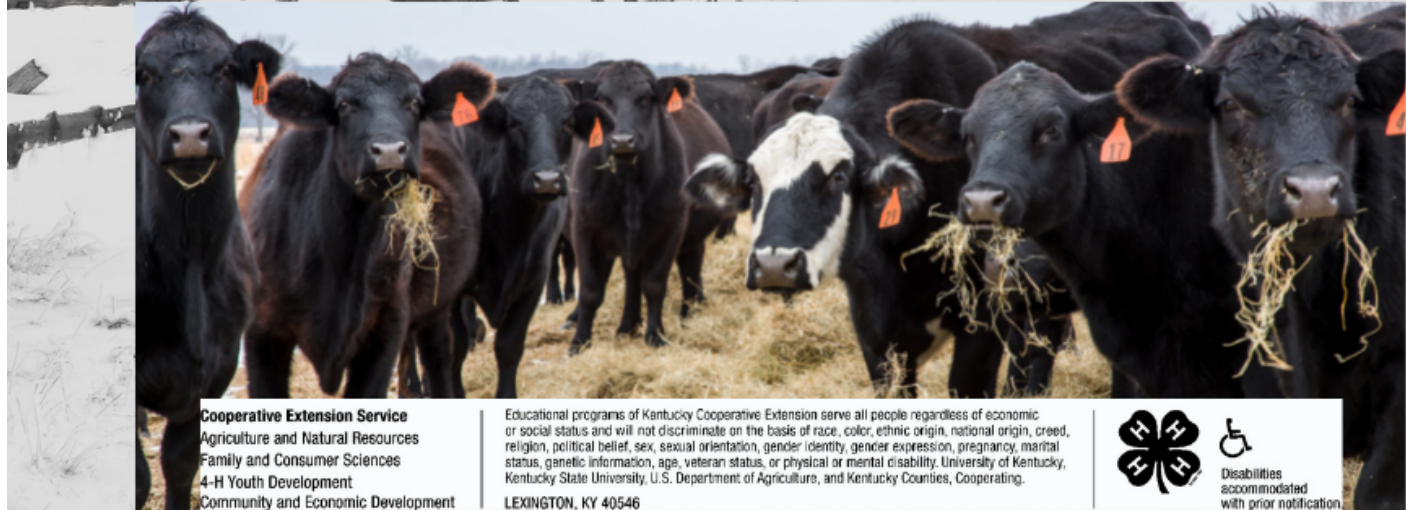 17
29
Cooperative Extension Service
Agriculture and Natural Resources
Family and Consumer Sciences
4-H Youth Development
Community and Economic Development
Educational programs of Kentucky Cooperative Extension serve all people regardless of economic
or social status and will not discriminate on the basis of race, color, ethnic origin, national origin, creed,
religion, political belief, sex, sexual orientation, gender identity, gender expression, pregnancy, marital
status, genetic information, age, veteran status, or physical or mental disability. University of Kentucky,
Kentucky State University, U.S. Department of Agriculture, and Kentucky Counties, Cooperating.
LEXINGTON, KY 40546
H H
H H
Disabilities
accommodated
with prior notification.